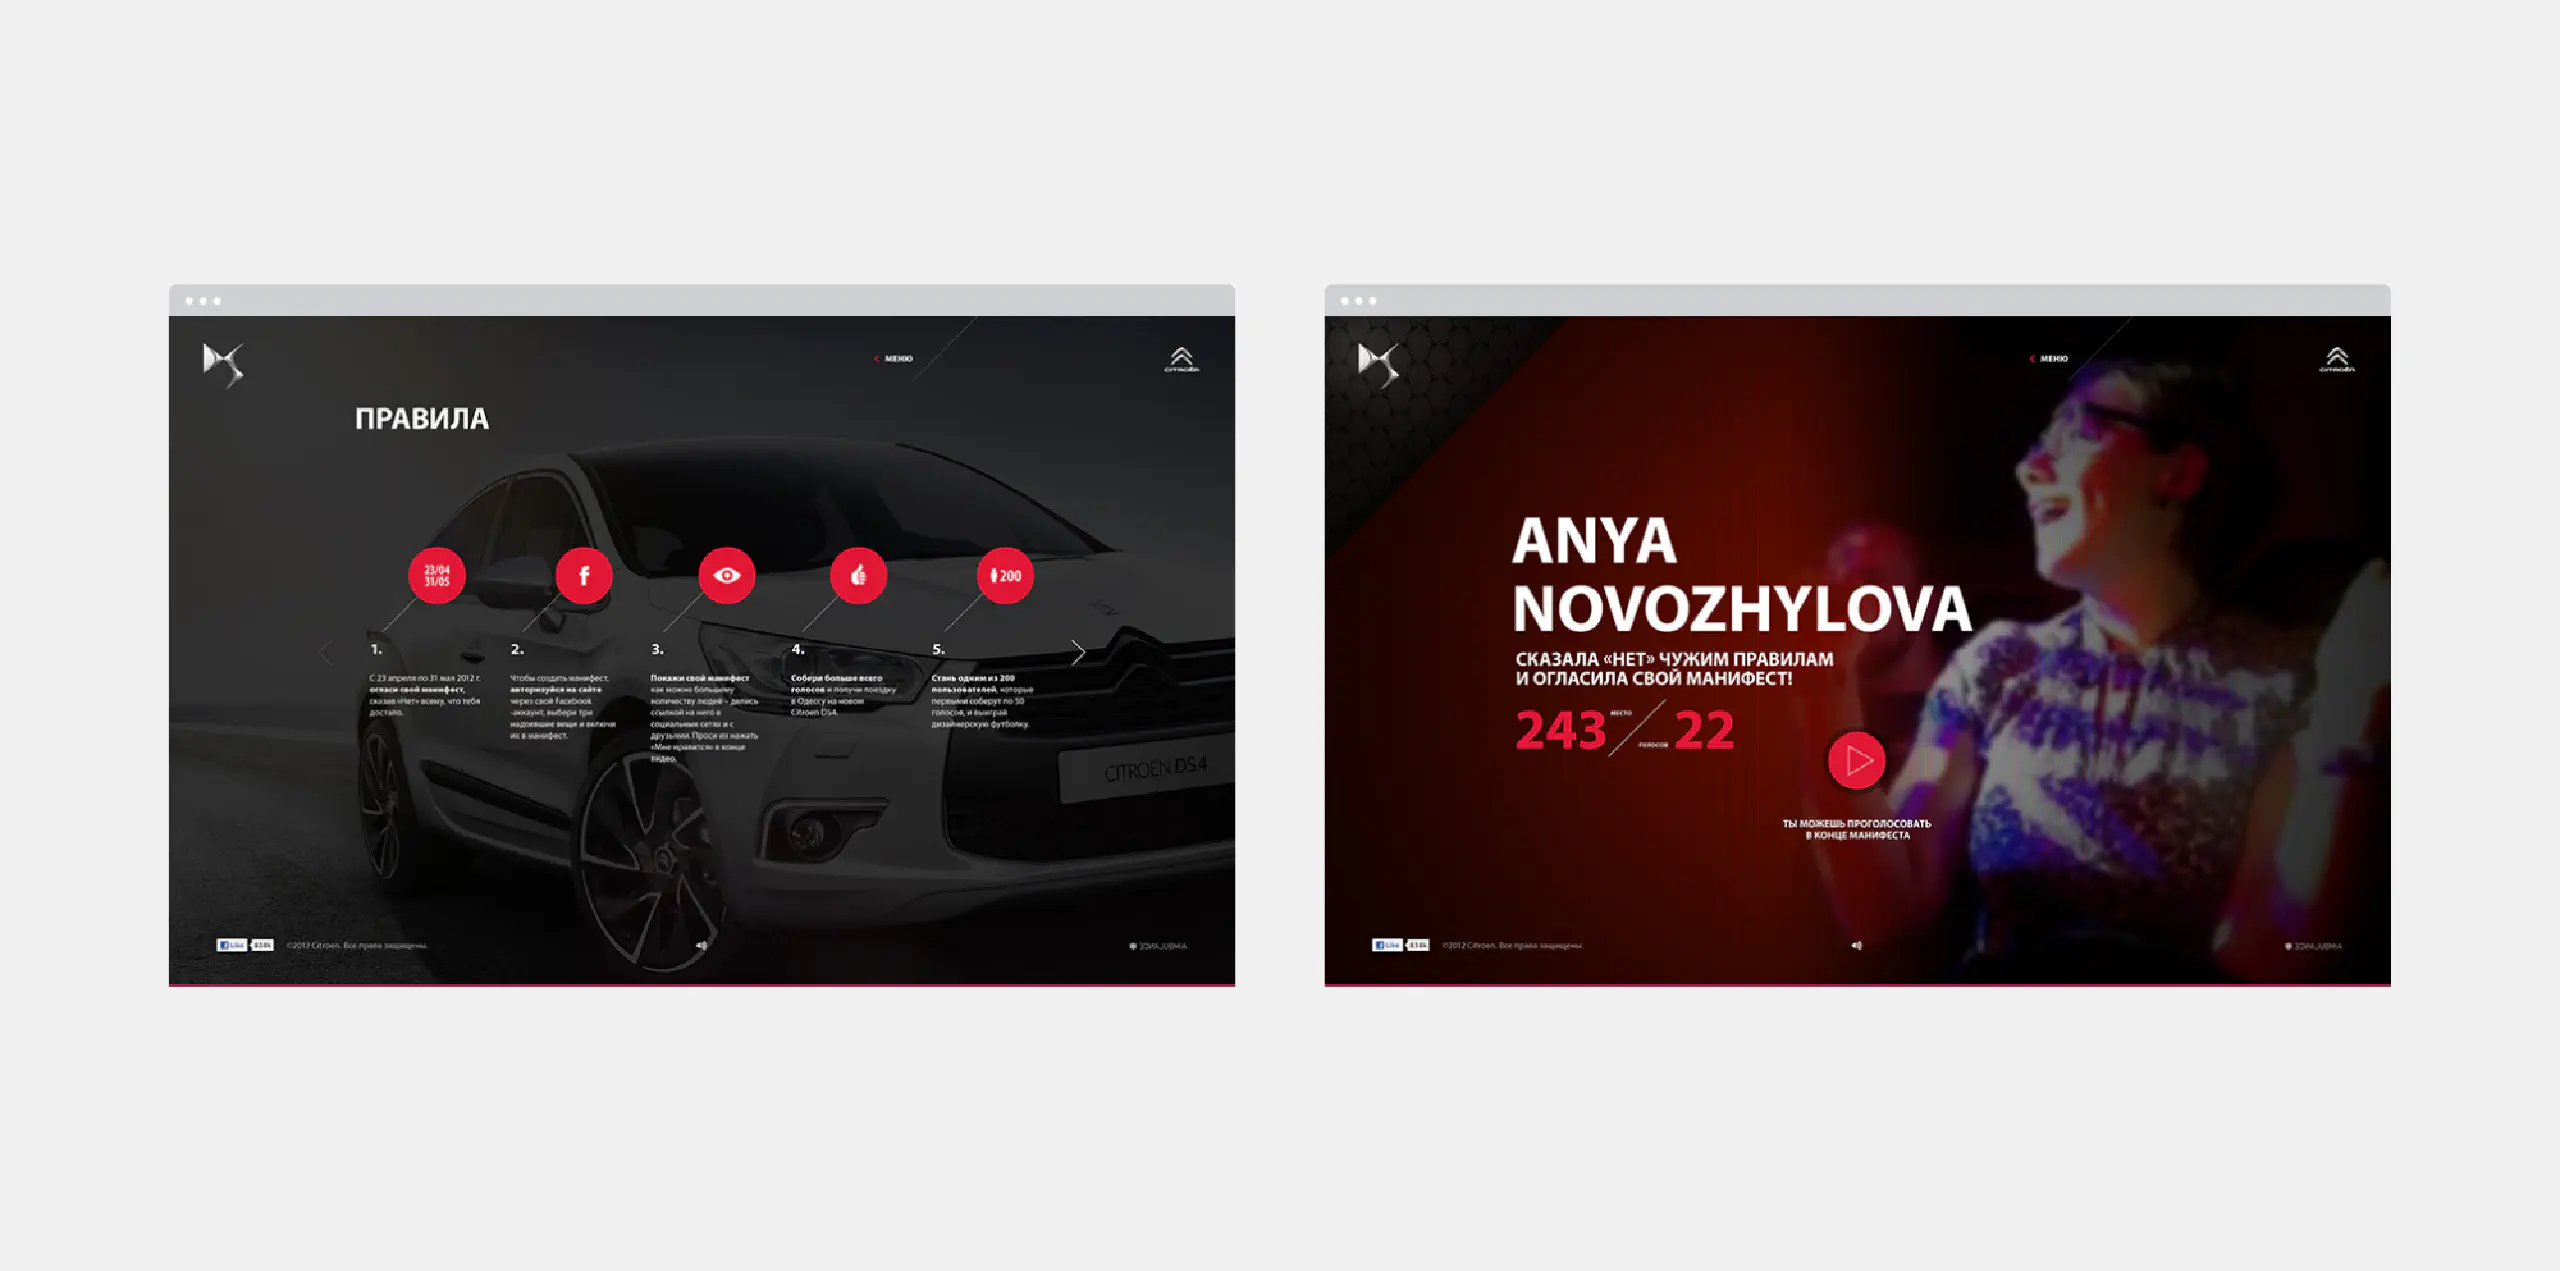 МЕНЮ
CITROËN
ПРАВИЛА
23/04
31/05
f
200
1.
С 23 апреля по 31 мая 2012 г.
огласи свой манифест,
сказав «Нет» всему, что тебя
достало.
2.
Чтобы создать манифест,
авторизуйся на сайте
через свой Facebook
-аккаунт, выбери три
надоевшие вещи и включи
их в манифест.
3.
Покажи свой манифест
как можно большему
количеству людей – делись
ссылкой на него в
социальных сетях и с
друзьями. Проси их нажать
«Мне нравится» в конце
видео.
4.
Собери больше всего
голосов и получи поездку
в Одессу на новом
Citroen DS4.
5.
Стань одним из 200
пользователей, которые
первыми соберут по 50
голосов, и выиграй
дизайнерскую футболку.
CITROËN DS4
Like 838k
©2012 Citroen. Все права защищены.
AMBULANCE
МЕНЮ
CITROËN
ANYA
NOVOZHYLOVA
СКАЗАЛА «НЕТ» ЧУЖИМ ПРАВИЛАМ
И ОГЛАСИЛА СВОЙ МАНИФЕСТ!
243 МЕСТО
ГОЛОСОВ 22
ТЫ МОЖЕШЬ ПРОГОЛОСОВАТЬ
В КОНЦЕ МАНИФЕСТА
Like 838k
©2012 Citroen. Все права защищены.
AMBULANCE